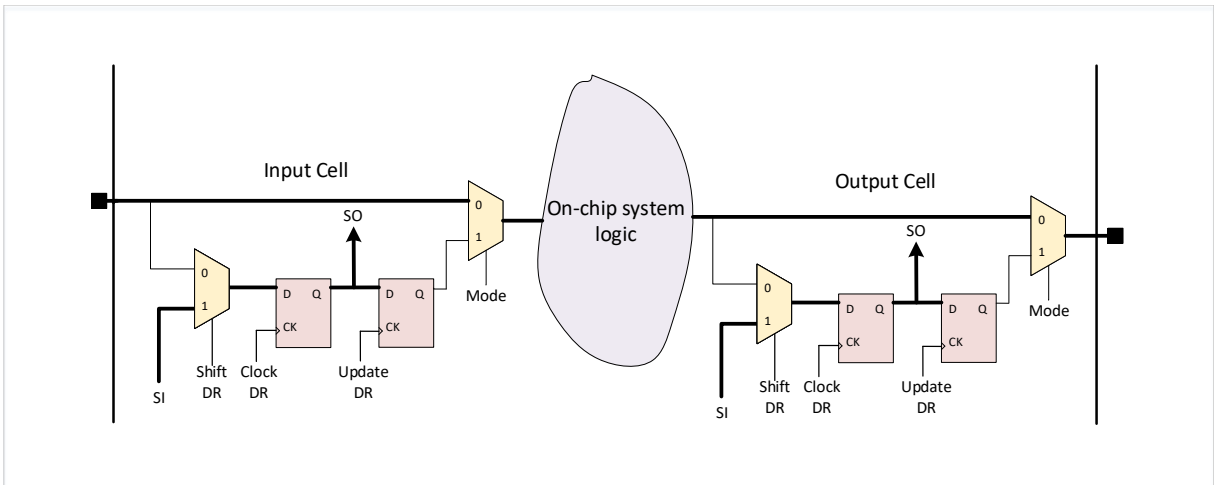 Input Cell
0
1
SO
0
1
D Q
CK
D Q
CK
Mode
Shift
DR
Clock
DR
Update
DR
SI
On-chip system
logic
Output Cell
0
1
SO
0
1
D Q
CK
D Q
CK
Mode
Shift
DR
Clock
DR
Update
DR
SI